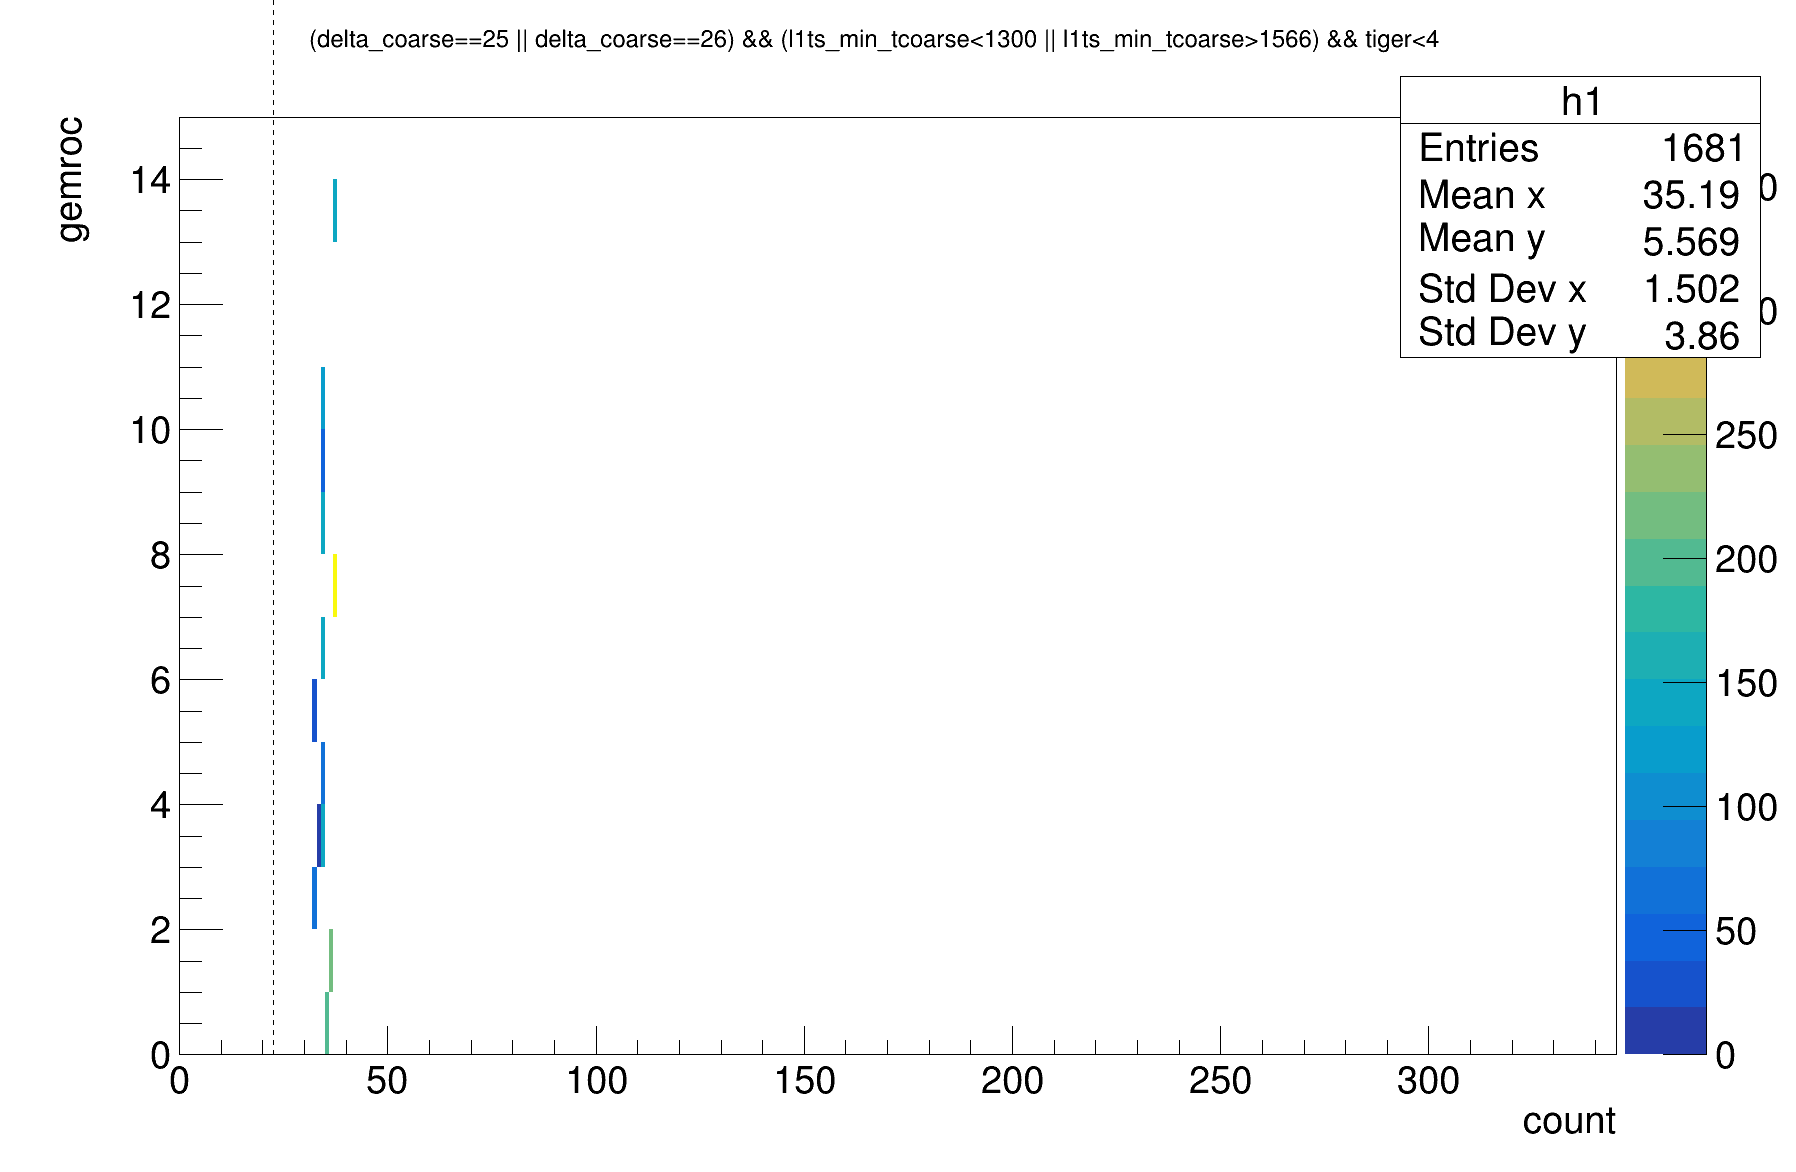 (delta_coarse==25 || delta_coarse==26) && (l1ts_min_tcoarse<1300 || l1ts_min_tcoarse>1566) && tiger<4
h1
Entries 1681
Mean x 35.19
Mean y 5.569
Std Dev x 1.502
Std Dev y 3.86
gemroc
14
12
10
8
6
4
2
0
0 50 100 150 200 250 300
count
0
0
250
200
150
100
50
0